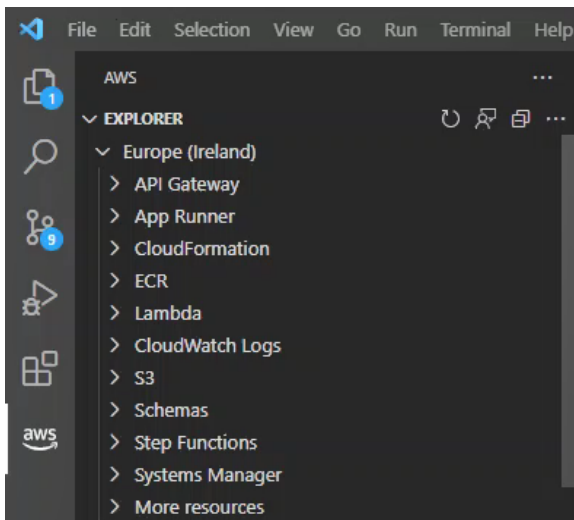 File Edit Selection View Go Run Terminal Help
AWS
EXPLORER
1
Europe (Ireland)
API Gateway
App Runner
9
CloudFormation
ECR
Lambda
CloudWatch Logs
S3
Schemas
aws
Step Functions
Systems Manager
More resources